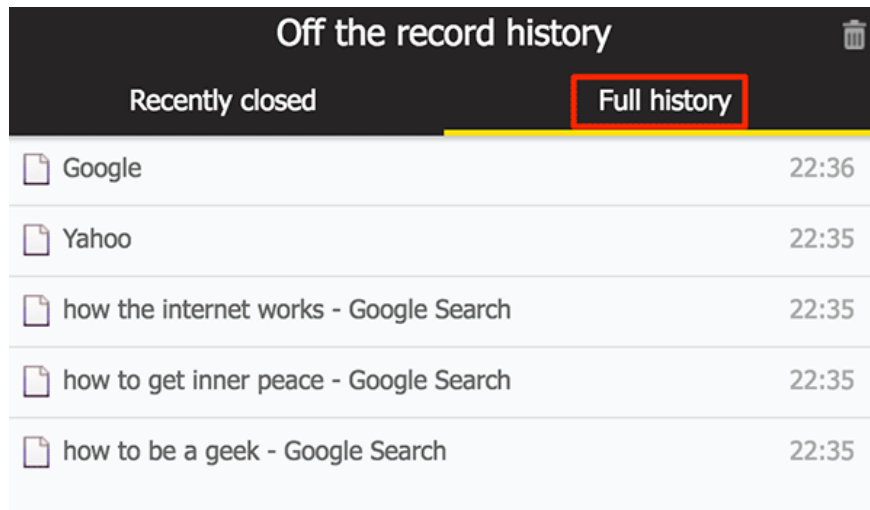 Off the record history
Recently closed Full history
Google 22:36
Yahoo 22:35
how the internet works - Google Search 22:35
how to get inner peace - Google Search 22:35
how to be a geek - Google Search 22:35